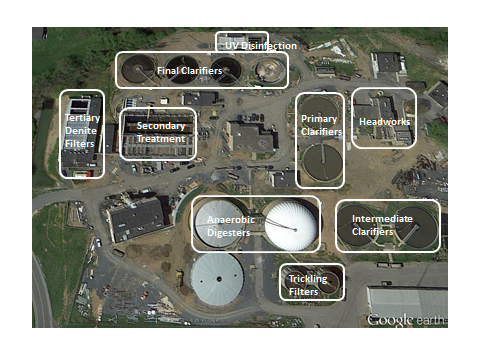 UV Disinfection
Final Clarifiers
Tertiary
Denite
Filters
Secondary
Treatment
Primary
Clarifiers
Headworks
Anaerobic
Digesters
Intermediate
Clarifiers
Trickling
Filters
Google earth